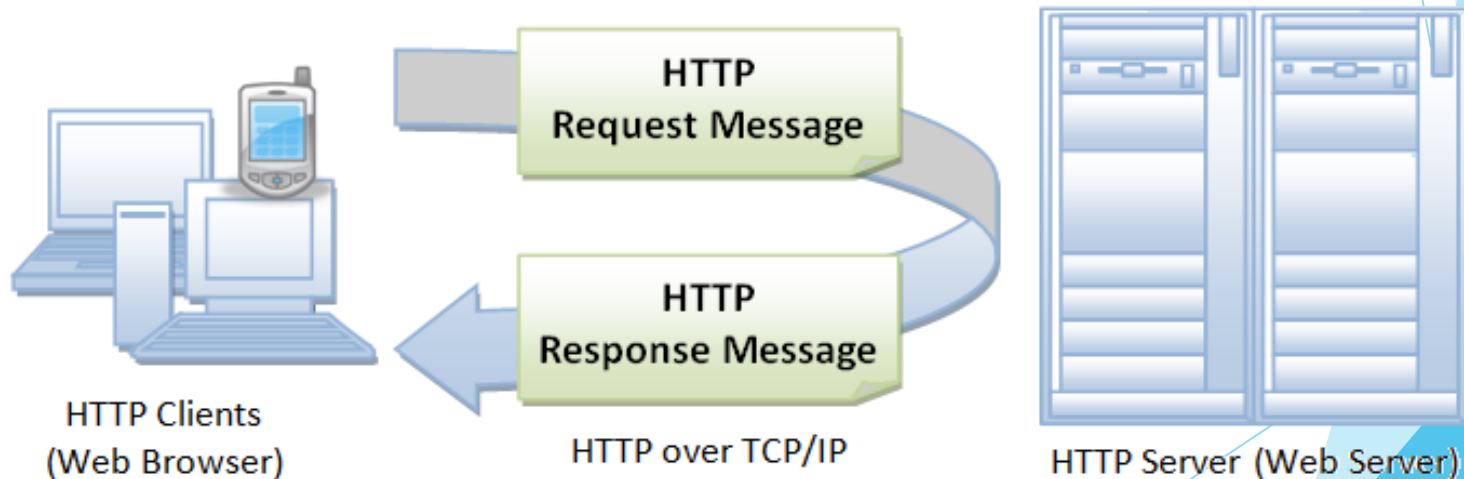 HTTP
Request Message
HTTP
Response Message
HTTP Clients
(Web Browser)
HTTP over TCP/IP
HTTP Server (Web Server)